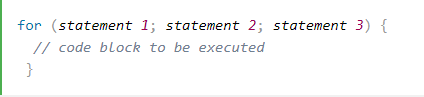 for (statement 1; statement 2; statement 3) {
  // code block to be executed
}